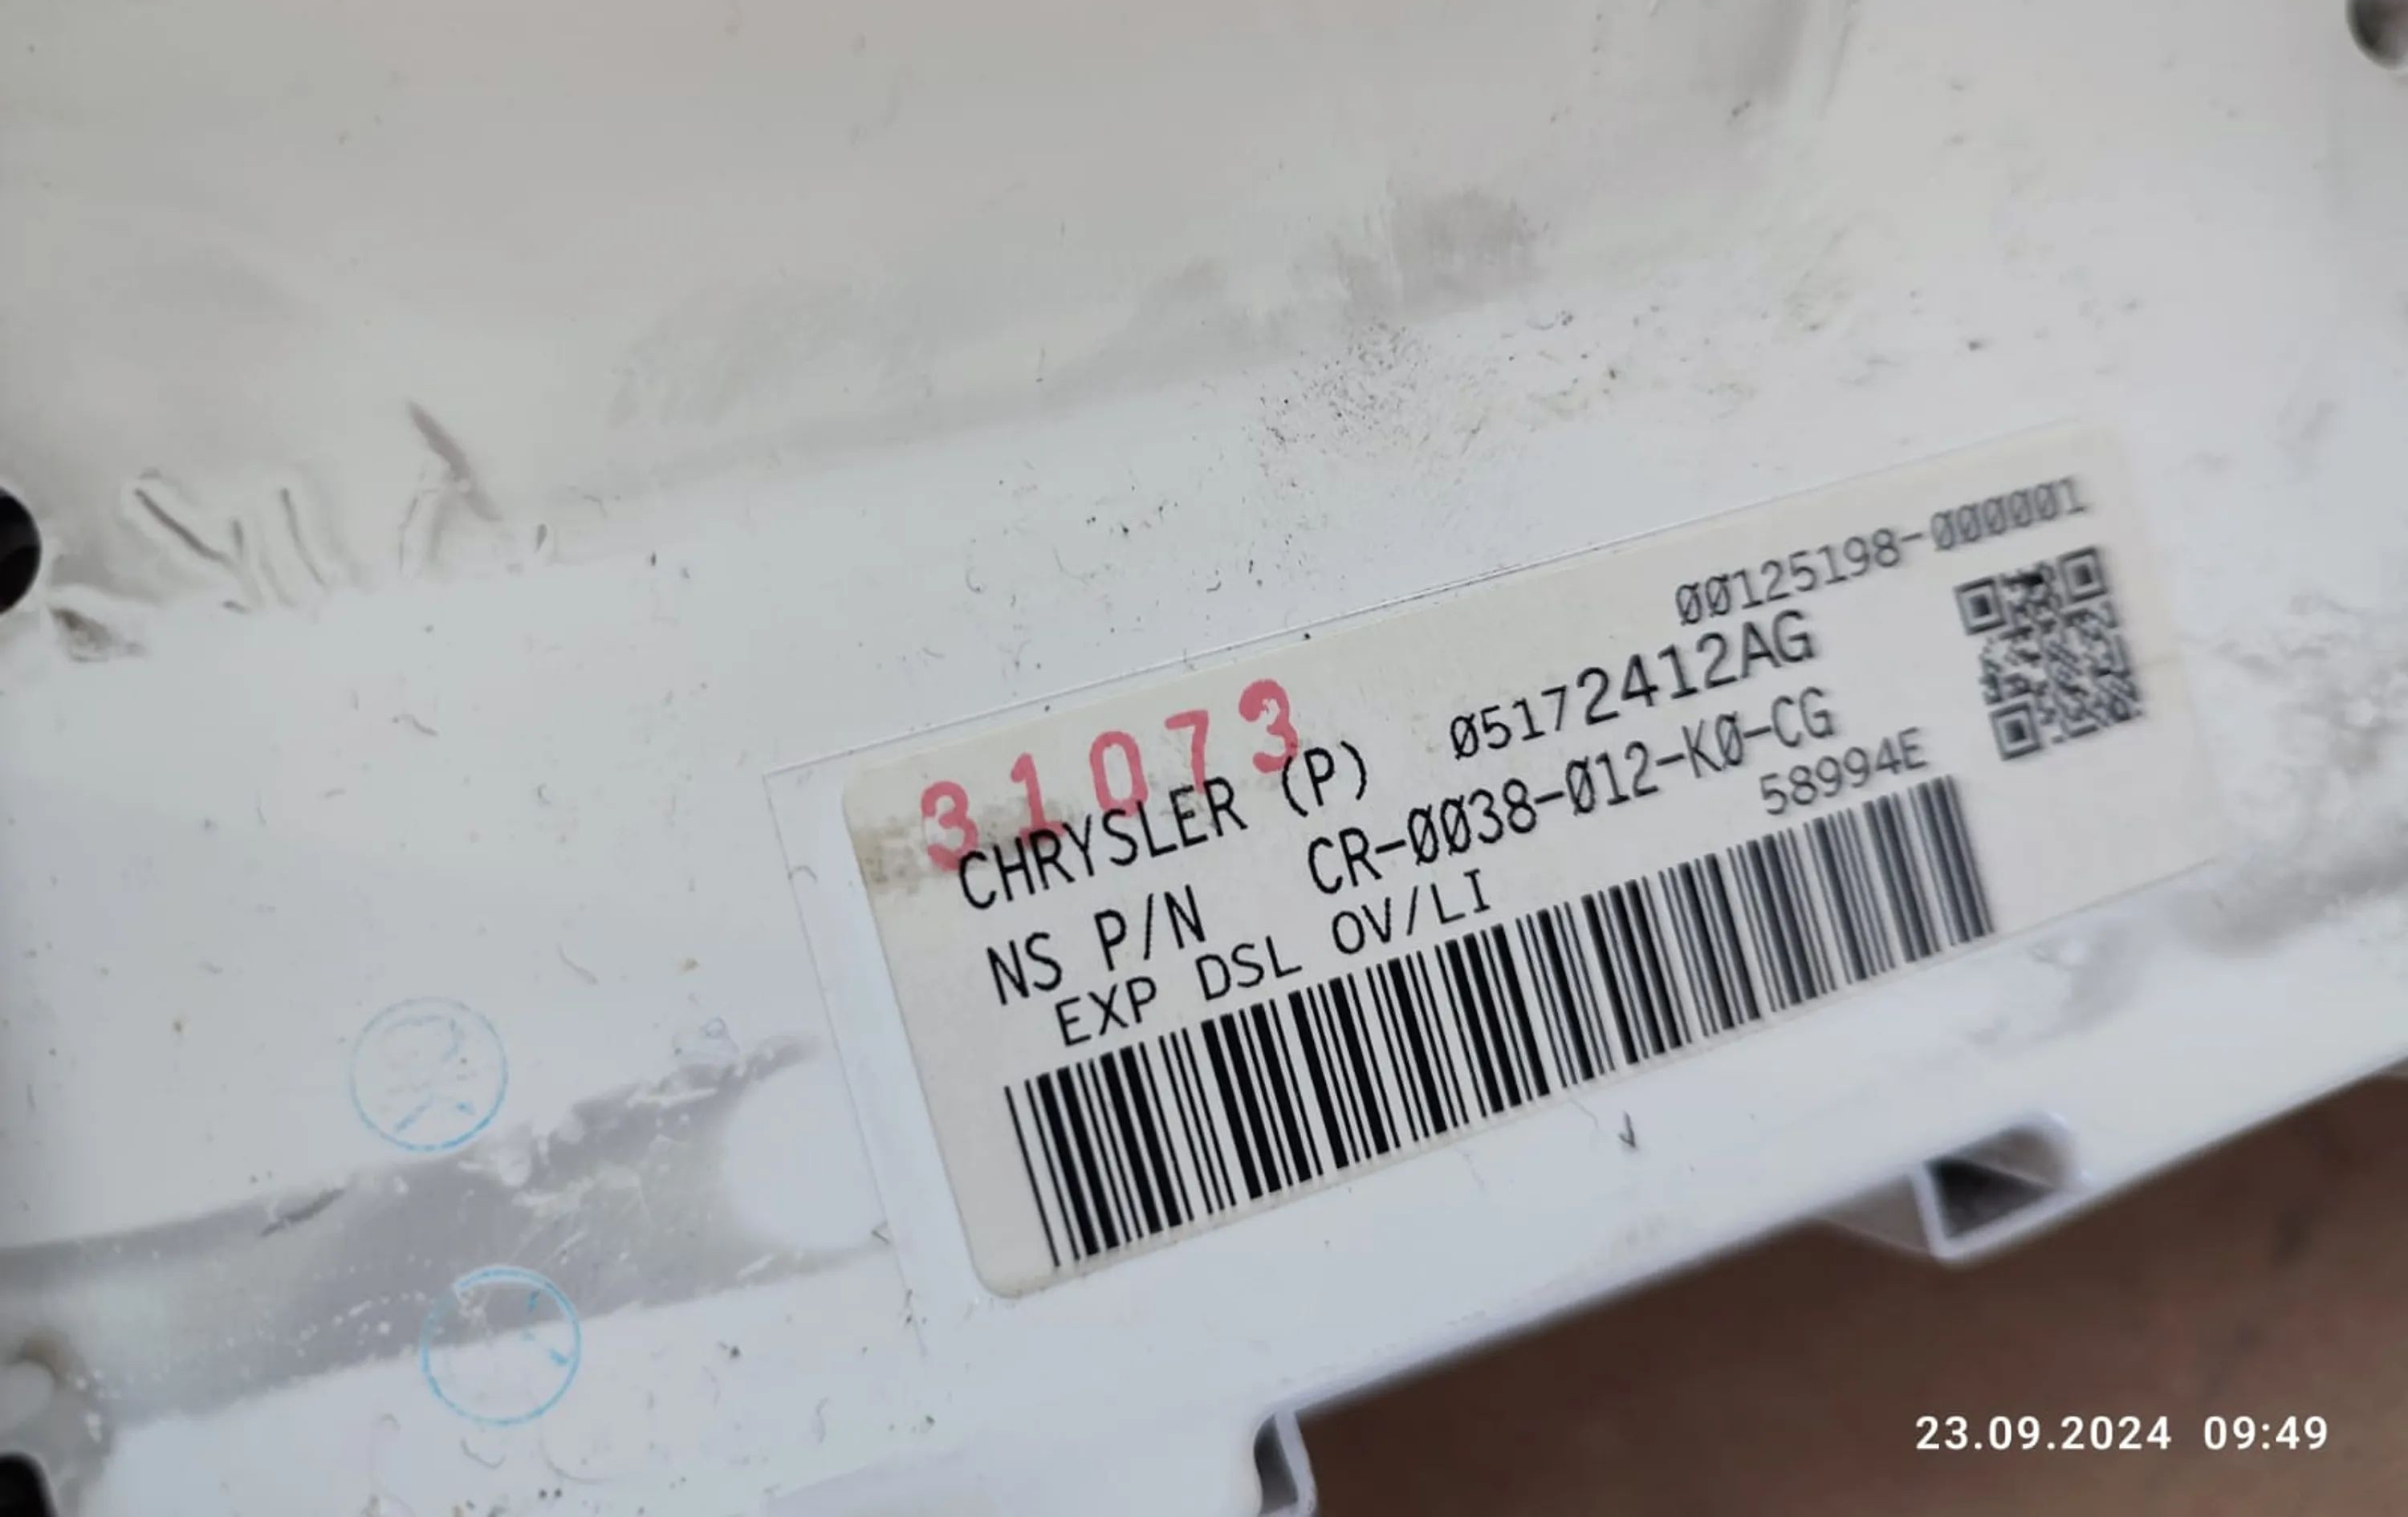 00125198-000001
31073
CHRYSLER (P) 05172412AG
NS P/N CR-0038-012-K0-CG
EXP DSL OV/LI 58994E
23.09.2024 09:49